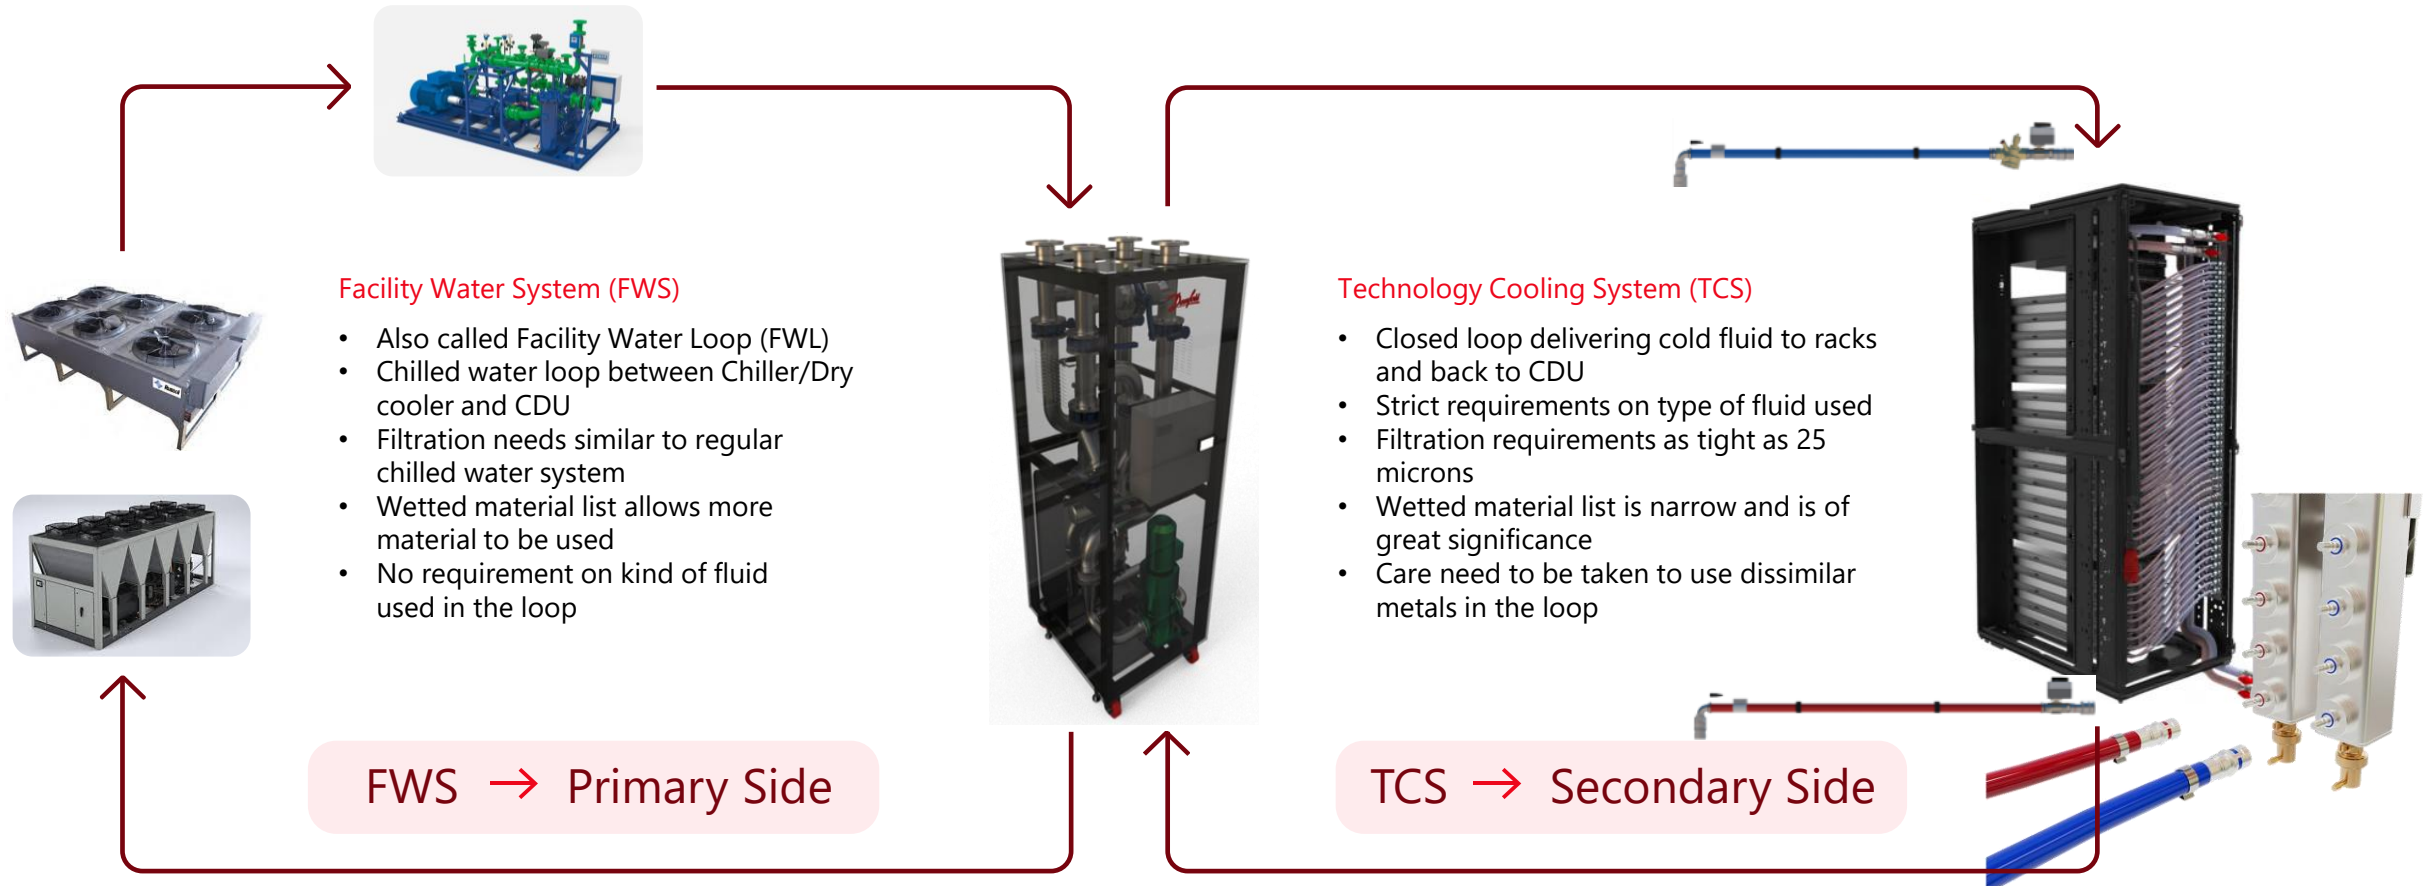 Facility Water System (FWS)
• Also called Facility Water Loop (FWL)
• Chilled water loop between Chiller/Dry
cooler and CDU
• Filtration needs similar to regular
chilled water system
• Wetted material list allows more
material to be used
• No requirement on kind of fluid
used in the loop
FWS → Primary Side
Danfoss
Technology Cooling System (TCS)
• Closed loop delivering cold fluid to racks
and back to CDU
• Strict requirements on type of fluid used
• Filtration requirements as tight as 25
microns
• Wetted material list is narrow and is of
great significance
• Care need to be taken to use dissimilar
metals in the loop
TCS → Secondary Side